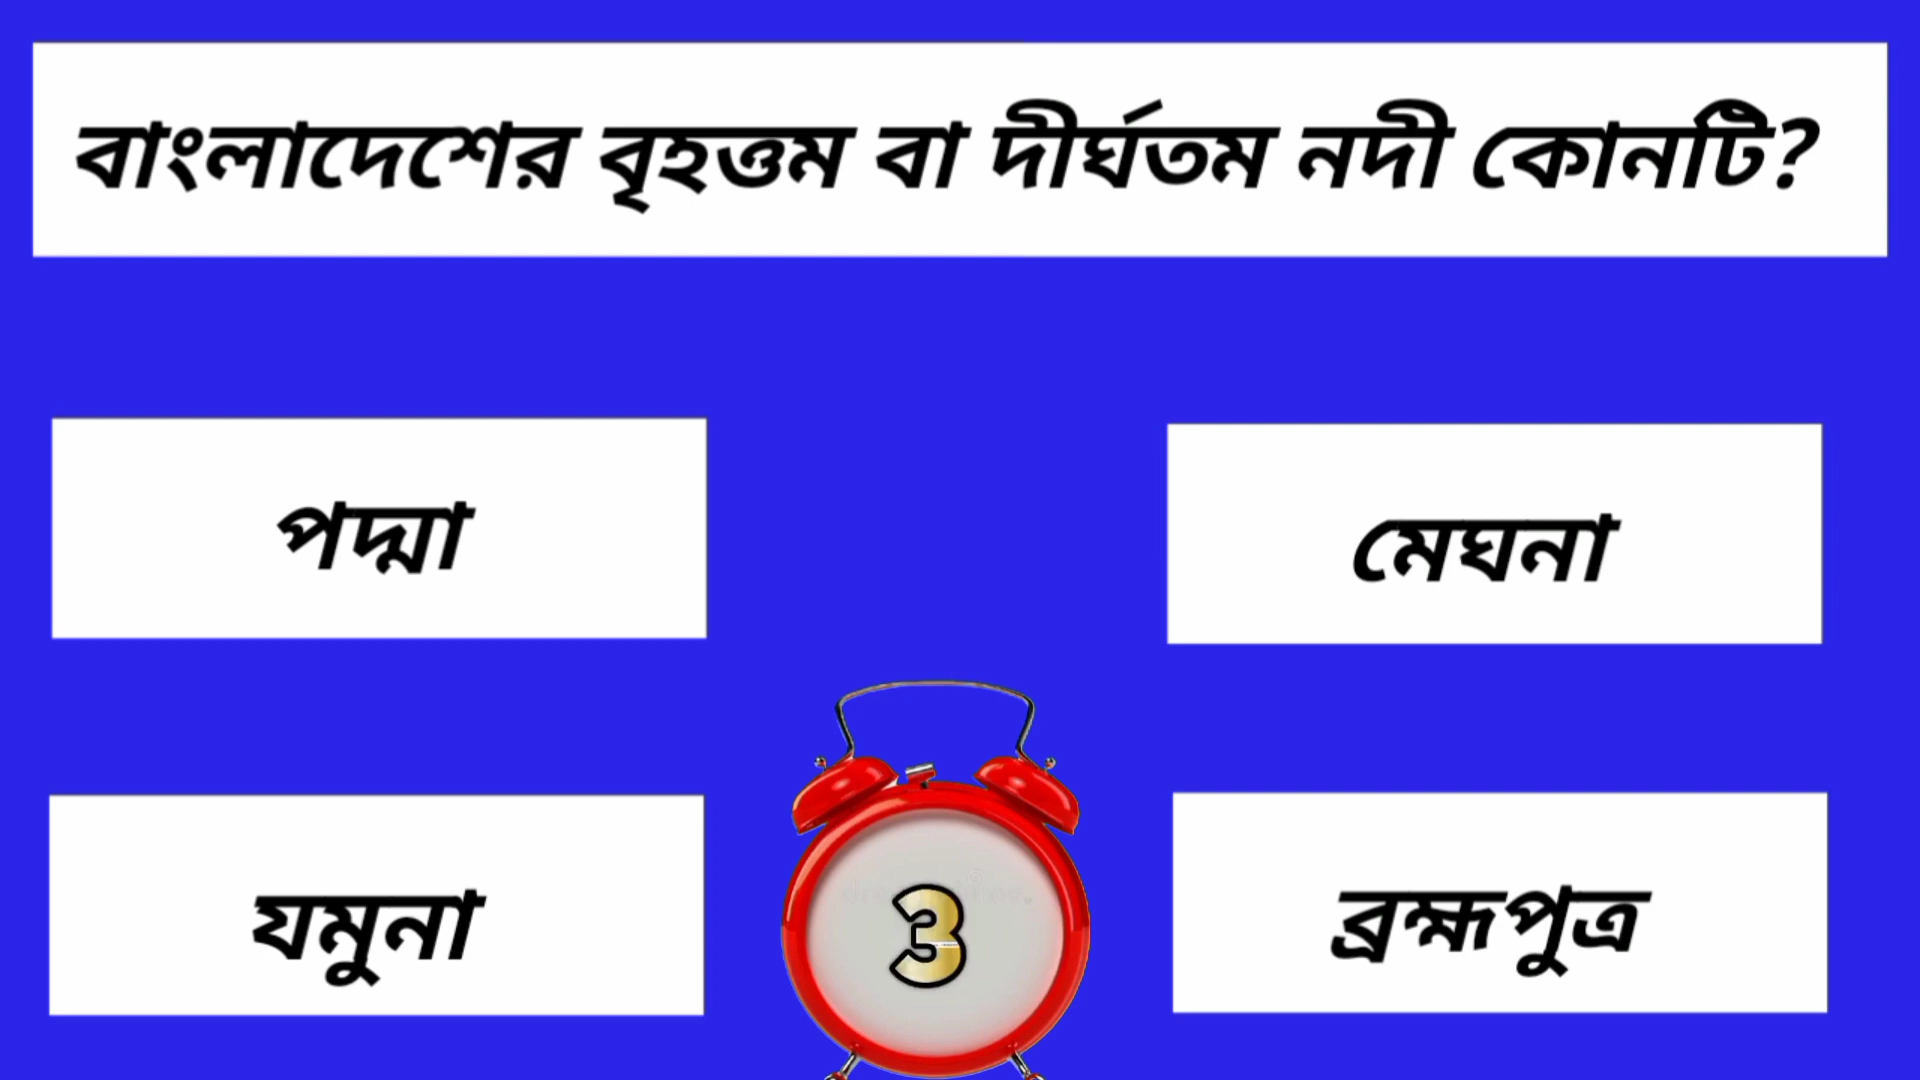 বাংলাদেশের বৃহত্তম বা দীর্ঘতম নদী কোনটি?
পদ্মা
মেঘনা
যমুনা
3
ব্রহ্মপুত্র